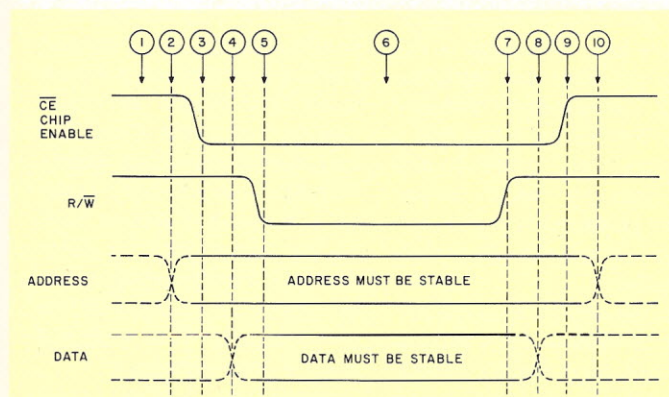 1 2 3 4 5 6 7 8 9 10
CE
CHIP
ENABLE
R/W
ADDRESS
ADDRESS MUST BE STABLE
DATA
DATA MUST BE STABLE